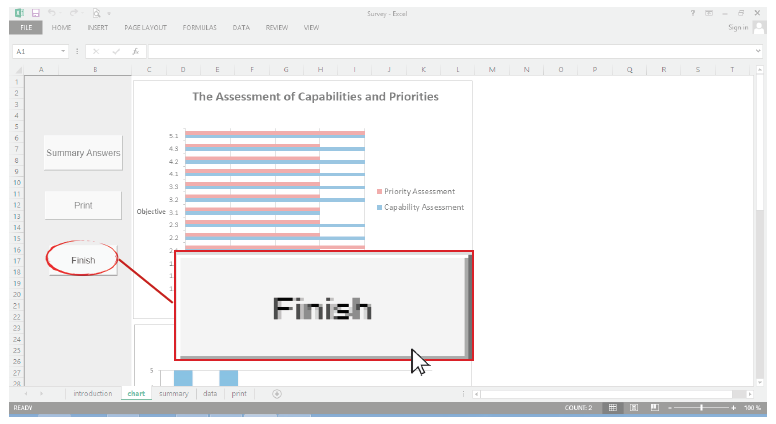 Survey - Excel
?
FILE HOME INSERT PAGE LAYOUT FORMULAS DATA REVIEW VIEW
Sign in
A1
fx
A B C D E F G H I J K L M N O P Q R S T
1
2
3
4
5
6
7
8
9
10
11
12
13
14
15
16
17
18
19
20
21
22
23
24
25
26
27
28
Summary Answers
Print
Finish
The Assessment of Capabilities and Priorities
Objective
5.1
4.3
4.2
4.1
3.3
3.2
3.1
2.3
2.2
Priority Assessment
Capability Assessment
Finish
5
introduction chart summary data print
READY
COUNT: 2
100 %